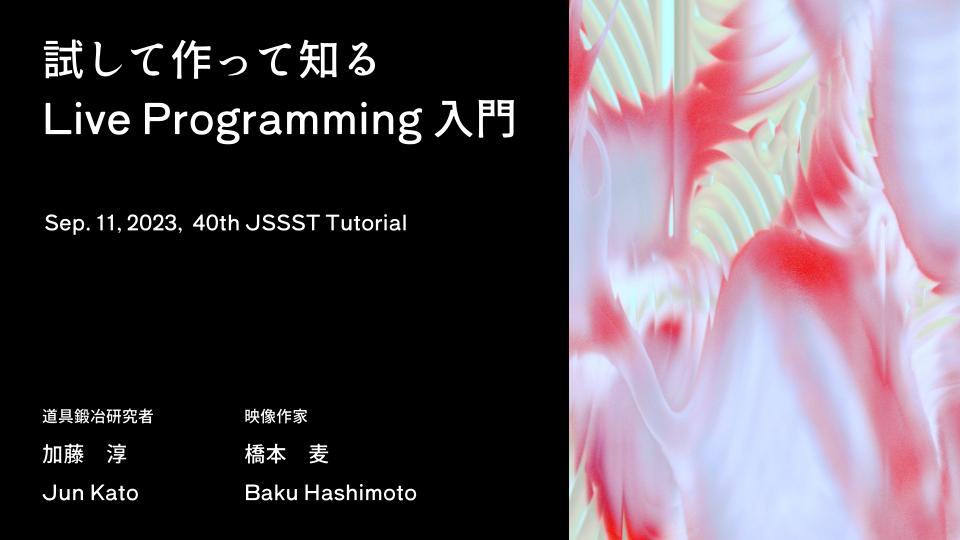 試して作って知る
Live Programming 入門
Sep. 11, 2023, 40th JSSST Tutorial
道具鍛冶研究者
加藤　淳
Jun Kato
映像作家
橋本　麦
Baku Hashimoto